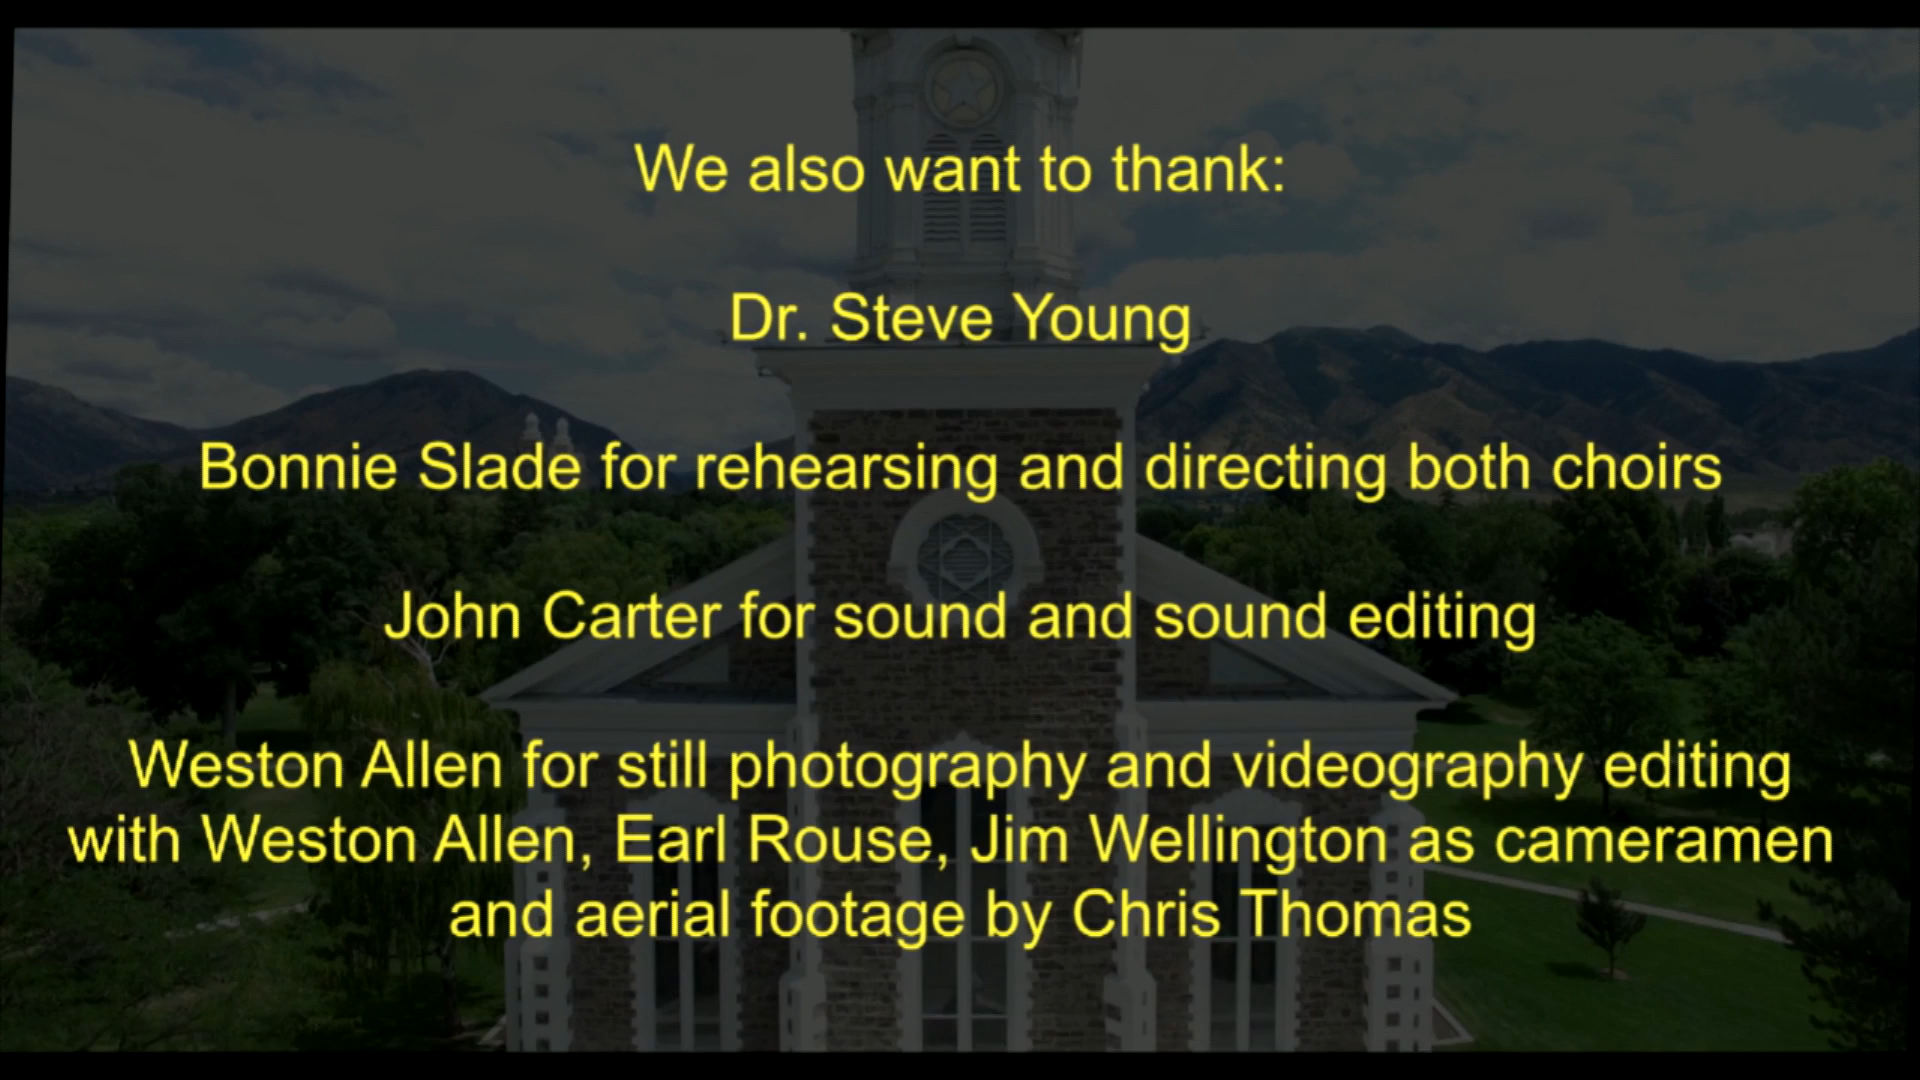 We also want to thank:
Dr. Steve Young
Bonnie Slade for rehearsing and directing both choirs
John Carter for sound and sound editing
Weston Allen for still photography and videography editing
with Weston Allen, Earl Rouse, Jim Wellington as cameramen
and aerial footage by Chris Thomas